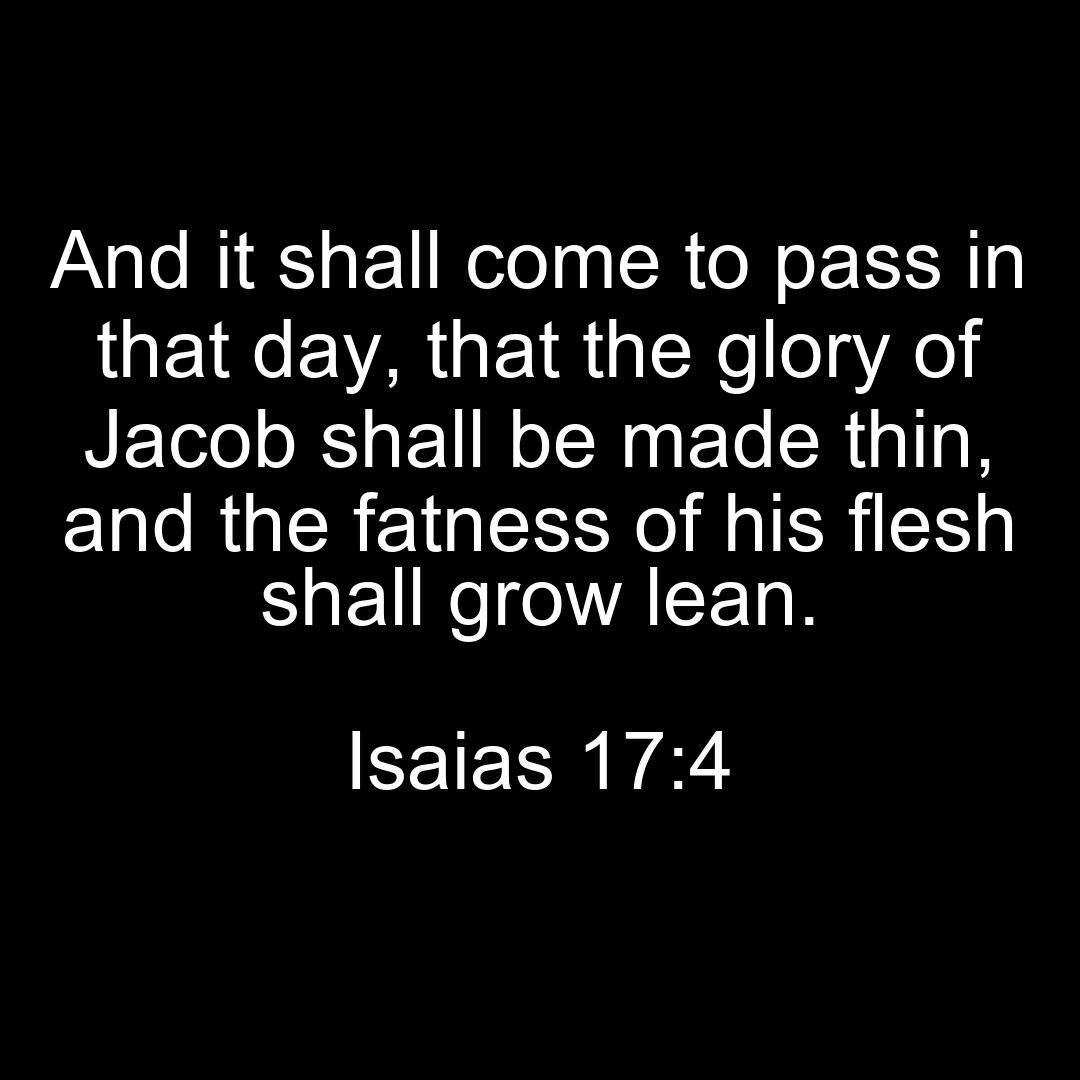 And it shall come to pass in
that day, that the glory of
Jacob shall be made thin,
and the fatness of his flesh
shall grow lean.
Isaias 17:4